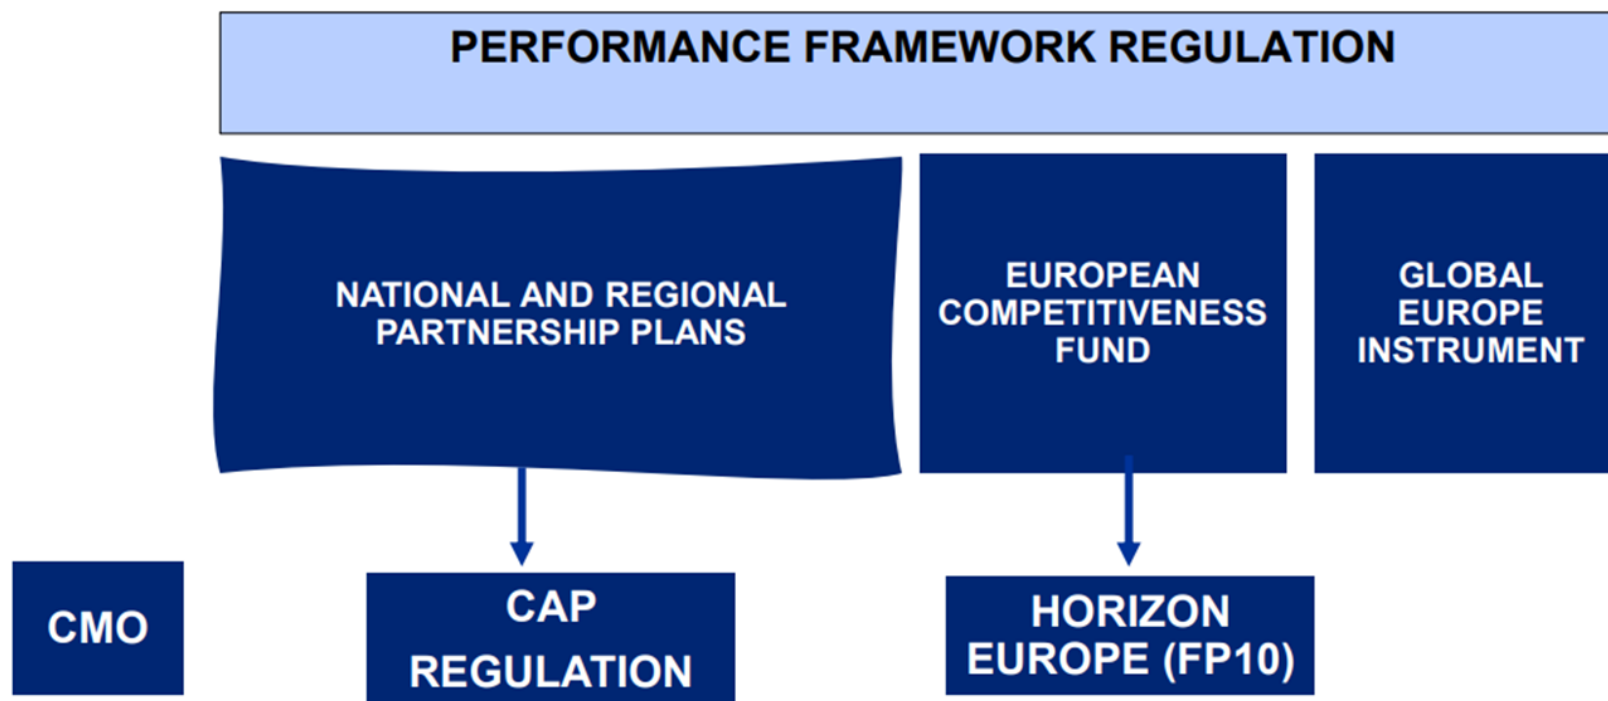 PERFORMANCE FRAMEWORK REGULATION
NATIONAL AND REGIONAL
PARTNERSHIP PLANS
EUROPEAN
COMPETITIVENESS
FUND
GLOBAL
EUROPE
INSTRUMENT
CMO
CAP
REGULATION
HORIZON
EUROPE (FP10)